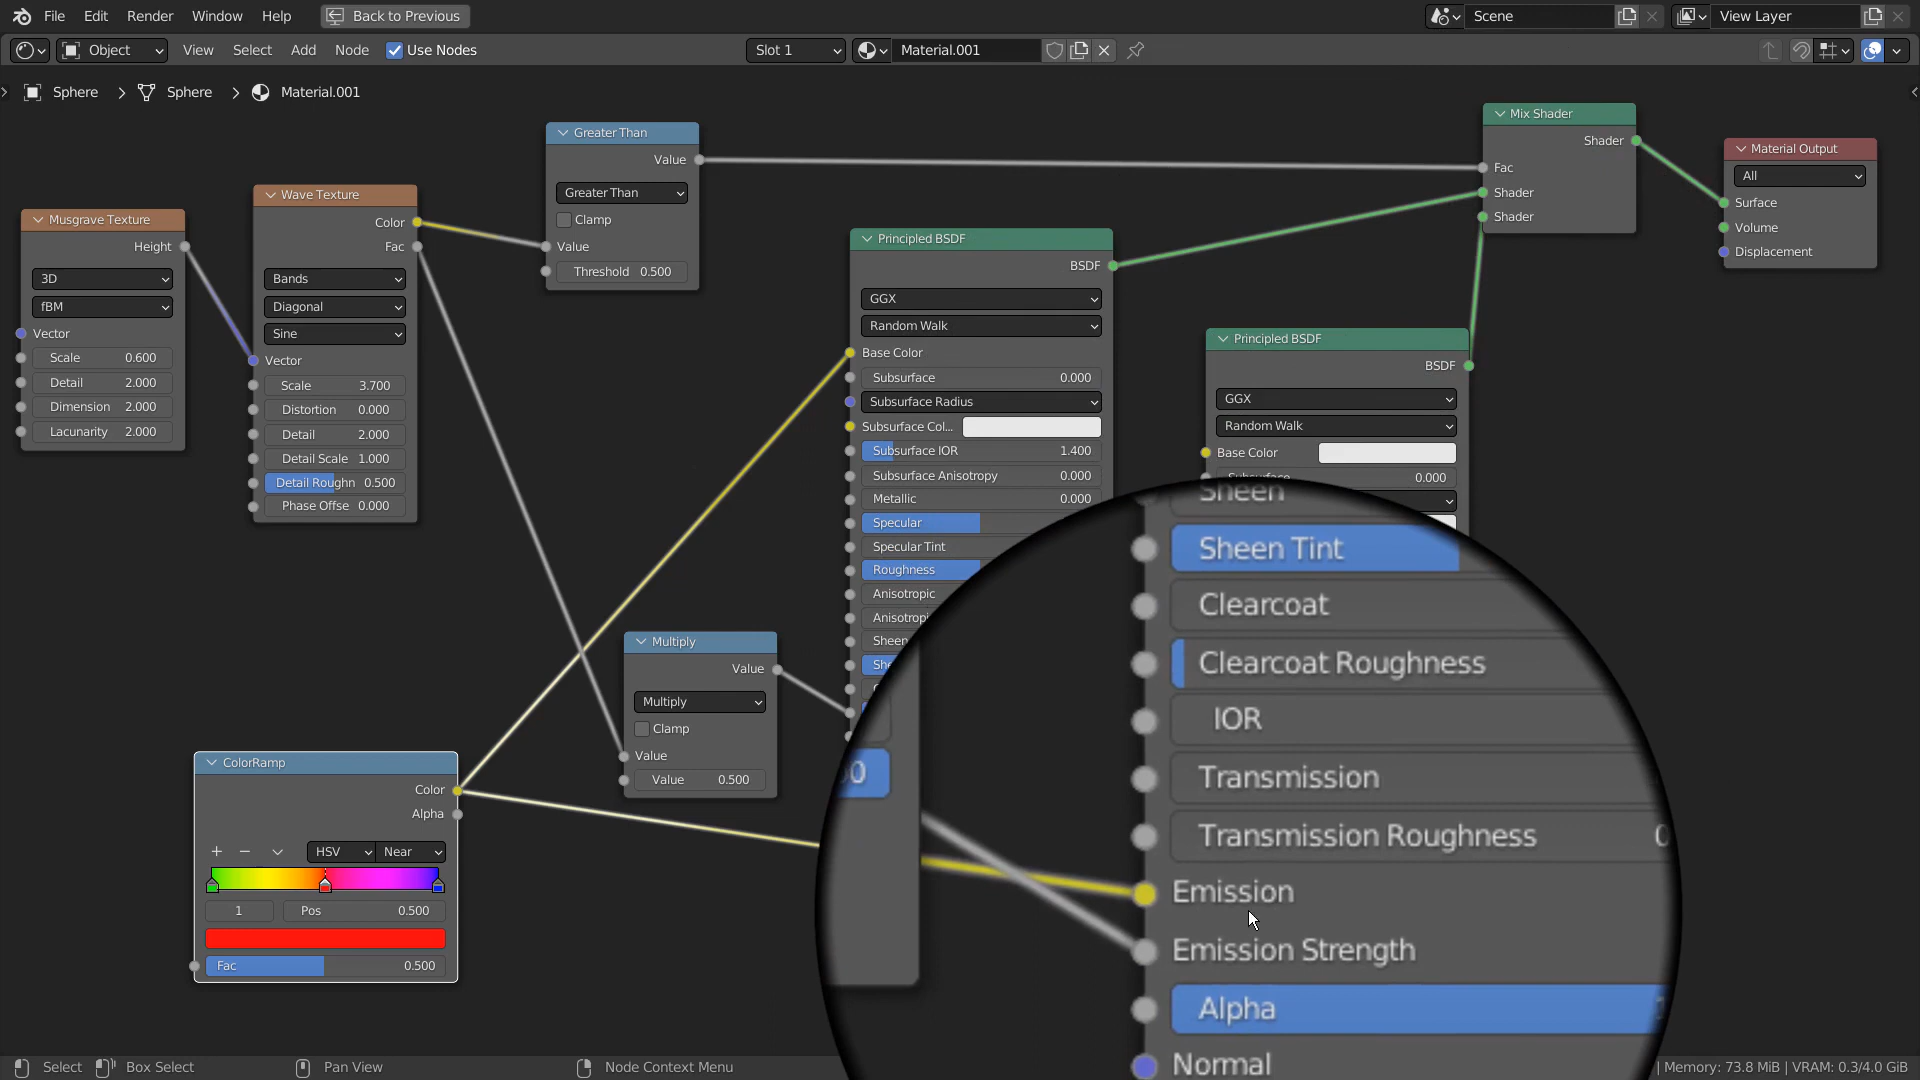 File Edit Render Window Help Back to Previous Scene View Layer
Object View Select Add Node Use Nodes Slot 1 Material.001
Sphere > Sphere > Material.001
Musgrave Texture
Height
3D
fBM
Vector
Scale 0.600
Detail 2.000
Dimension 2.000
Lacunarity 2.000
Wave Texture
Color
Fac
Bands
Diagonal
Sine
Vector
Scale 3.700
Distortion 0.000
Detail 2.000
Detail Scale 1.000
Detail Roughn 0.500
Phase Offse 0.000
Greater Than
Value
Greater Than
Clamp
Value
Threshold 0.500
Principled BSDF
BSDF
GGX
Random Walk
Base Color
Subsurface 0.000
Subsurface Radius
Subsurface Col...
Subsurface IOR 1.400
Subsurface Anisotropy 0.000
Metallic 0.000
Specular
Specular Tint
Roughness
Anisotropic
Anisotropi
Sheen
She
Principled BSDF
BSDF
GGX
Random Walk
Base Color
Subsurface 0.000
Mix Shader
Shader
Fac
Shader
Shader
Material Output
All
Surface
Volume
Displacement
Multiply
Value
Multiply
Clamp
Value
Value 0.500
ColorRamp
Color
Alpha
+ − HSV Near
1 Pos 0.500
Fac 0.500
Sheen
Sheen Tint
Clearcoat
Clearcoat Roughness
IOR
Transmission
Transmission Roughness 0
Emission
Emission Strength
Alpha
Normal
Select Box Select Pan View Node Context Menu | Memory: 73.8 MiB | VRAM: 0.3/4.0 GiB